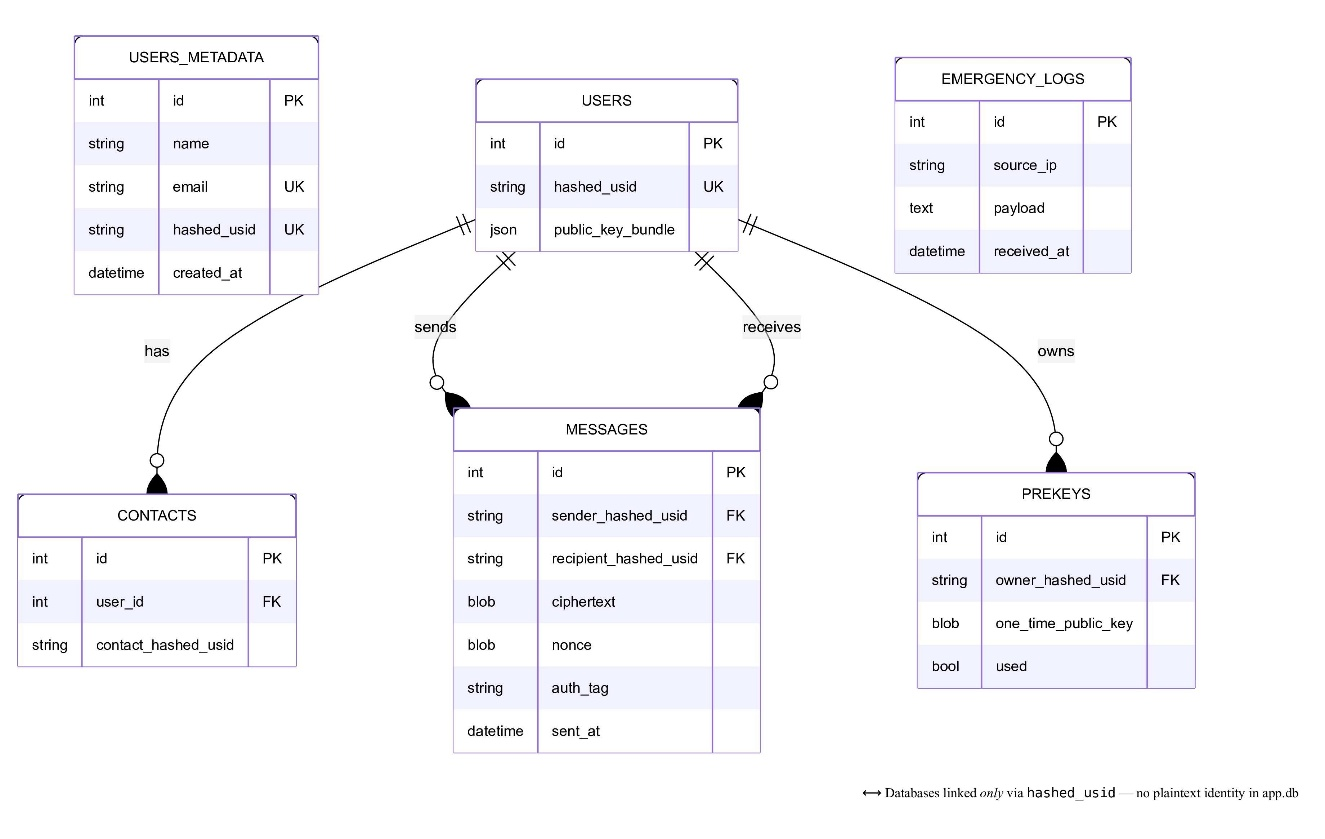 USERS_METADATA
int id PK
string name
string email UK
string hashed_usid UK
datetime created_at
USERS
int id PK
string hashed_usid UK
json public_key_bundle
EMERGENCY_LOGS
int id PK
string source_ip
text payload
datetime received_at
has
sends
receives
owns
CONTACTS
int id PK
int user_id FK
string contact_hashed_usid
MESSAGES
int id PK
string sender_hashed_usid FK
string recipient_hashed_usid FK
blob ciphertext
blob nonce
string auth_tag
datetime sent_at
PREKEYS
int id PK
string owner_hashed_usid FK
blob one_time_public_key
bool used
⟷ Databases linked only via hashed_usid — no plaintext identity in app.db